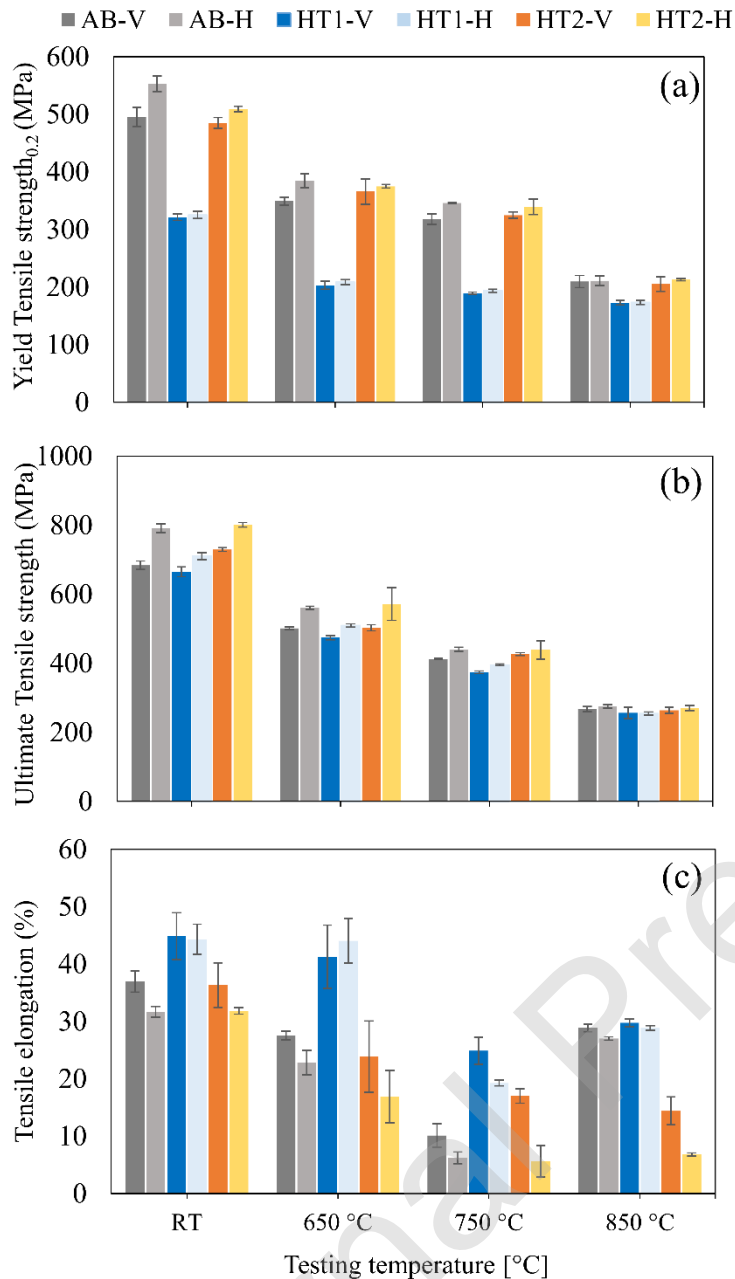 AB-V AB-H HT1-V HT1-H HT2-V HT2-H
(a)
Yield Tensile strength0.2 (MPa)
600
500
400
300
200
100
0
(b)
Ultimate Tensile strength (MPa)
1000
800
600
400
200
0
(c)
Tensile elongation (%)
60
50
40
30
20
10
0
RT 650 °C 750 °C 850 °C
Testing temperature [°C]
nal Pre